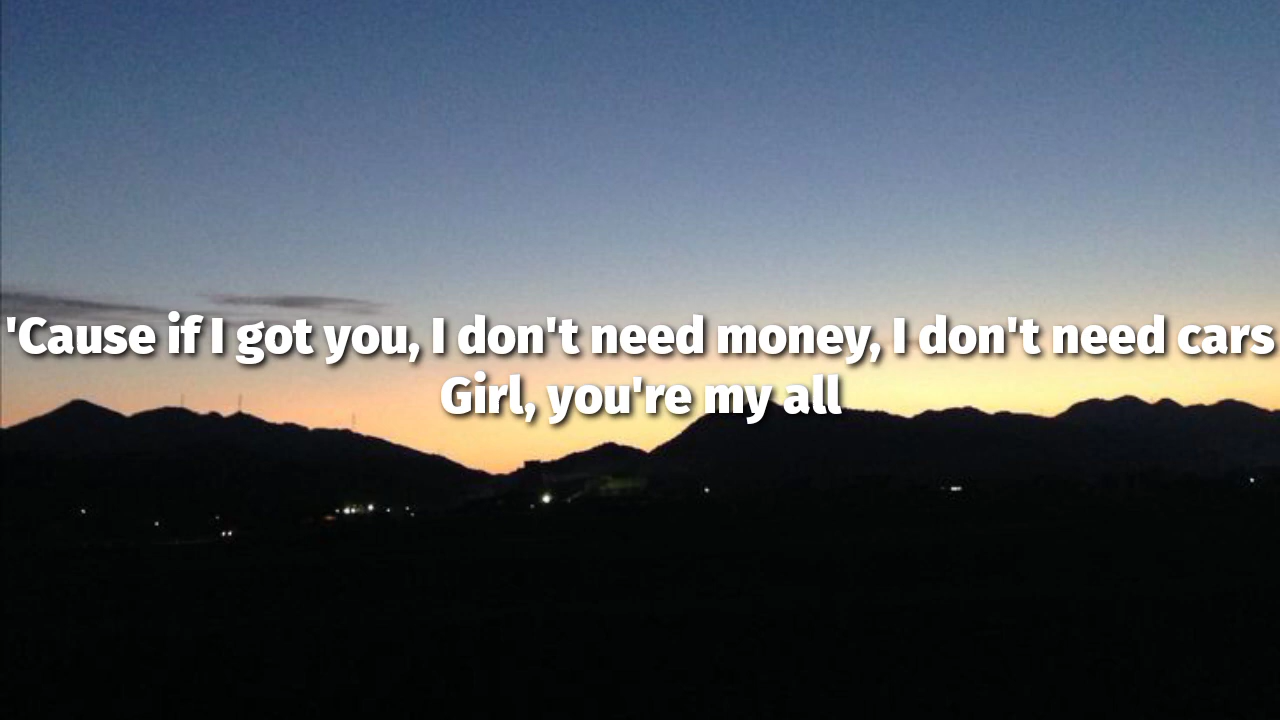 'Cause if I got you, I don't need money, I don't need cars
Girl, you're my all